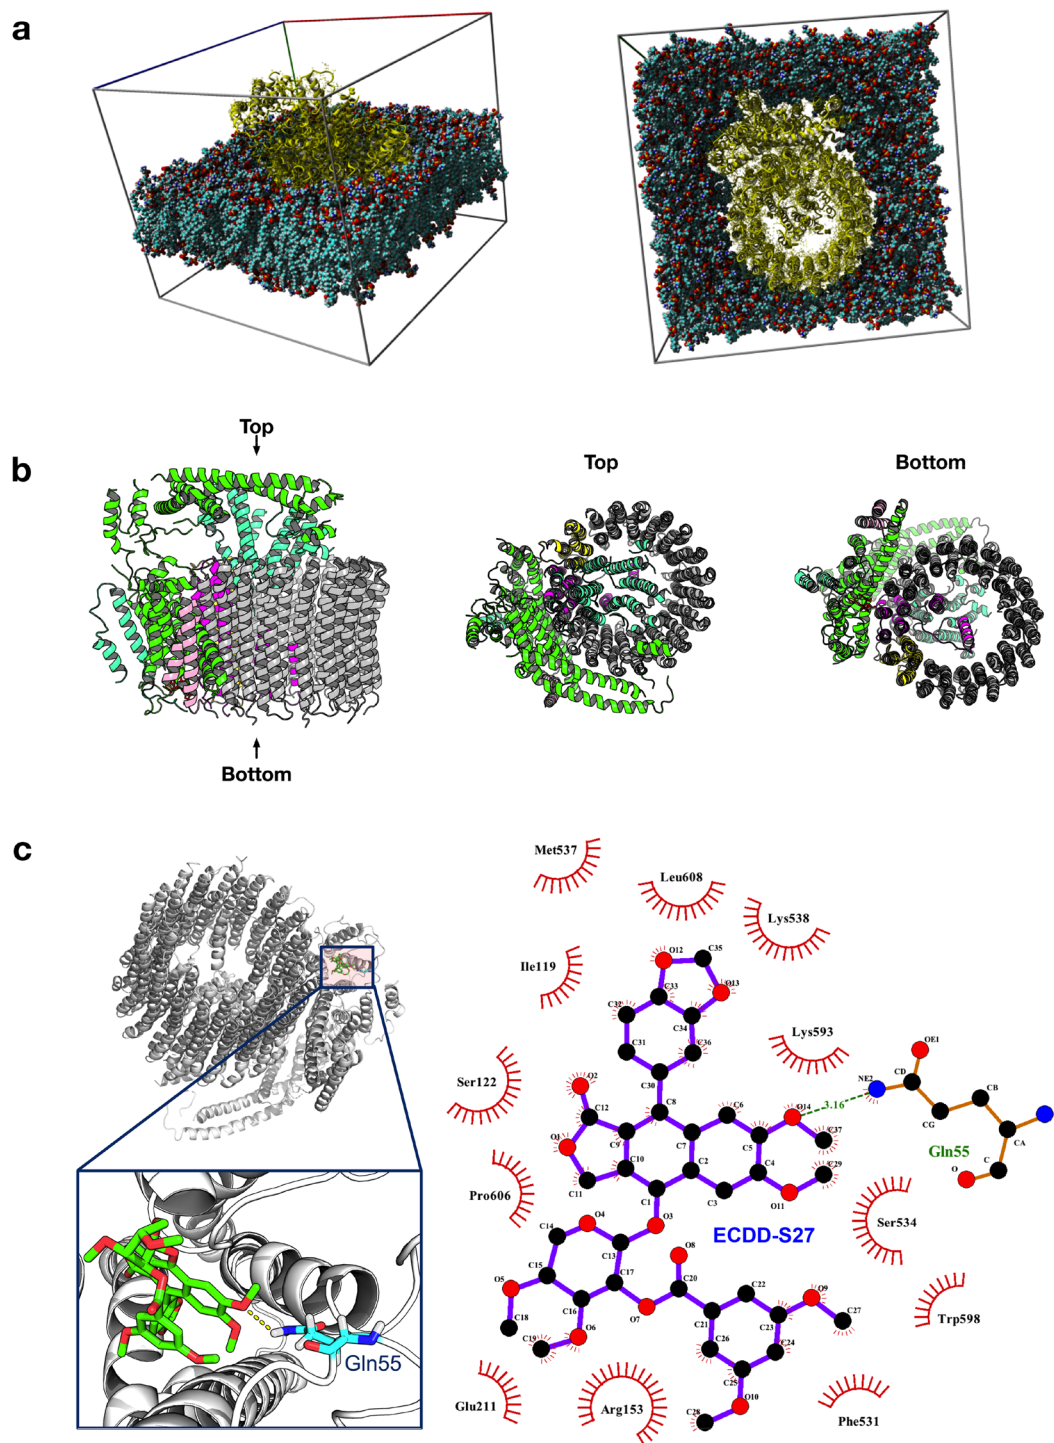 a
b
Top
Bottom
Top
Bottom
c
Gln55
Met537
Leu608
Lys538
Ile119
Lys593
Ser122
Pro606
Glu211
Arg153
Phe531
Trp598
Ser534
Gln55
ECDD-S27
3.16
O12
C35
O13
C33
C32
C34
C31
C36
C30
O2
C12
C8
C6
O14
C37
O1
C9
C7
C5
C10
C2
C4
C29
C11
C1
C3
O11
O3
O4
C14
C13
O8
C15
C17
C20
O5
C16
O7
C22
O9
C18
C21
C23
C27
C19
O6
C26
C24
C25
O10
C28
OE1
NE2
CD
CB
CG
CA
C
O